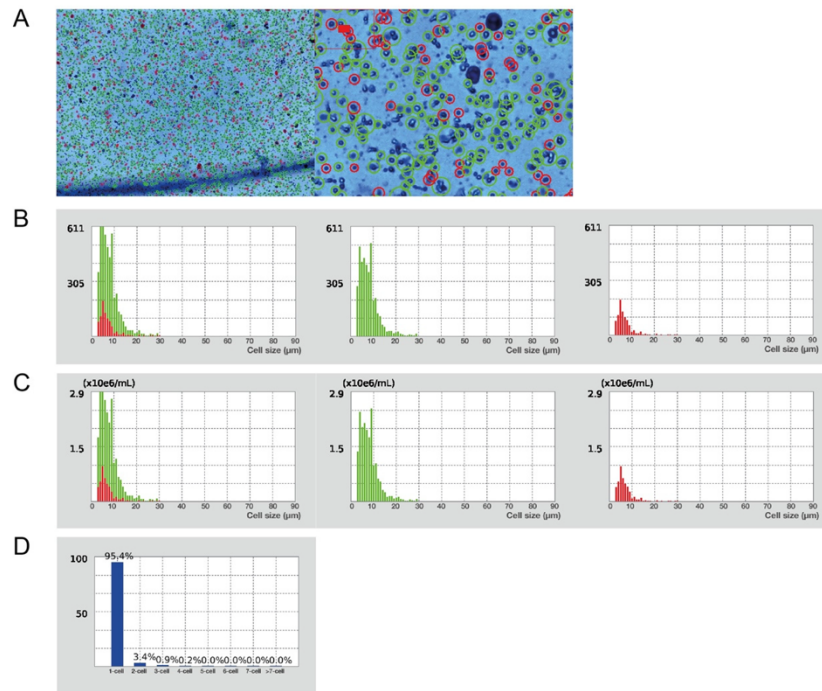 A
B
611
305
0 10 20 30 40 50 60 70 80 90
Cell size (μm)
611
305
0 10 20 30 40 50 60 70 80 90
Cell size (μm)
611
305
0 10 20 30 40 50 60 70 80 90
Cell size (μm)
C
(x10e6/mL)
2.9
1.5
0 10 20 30 40 50 60 70 80 90
Cell size (μm)
(x10e6/mL)
2.9
1.5
0 10 20 30 40 50 60 70 80 90
Cell size (μm)
(x10e6/mL)
2.9
1.5
0 10 20 30 40 50 60 70 80 90
Cell size (μm)
D
100
50
95.4% 3.4% 0.9% 0.2% 0.0% 0.0% 0.0% 0.0%
1-cell 2-cell 3-cell 4-cell 5-cell 6-cell 7-cell >7-cell